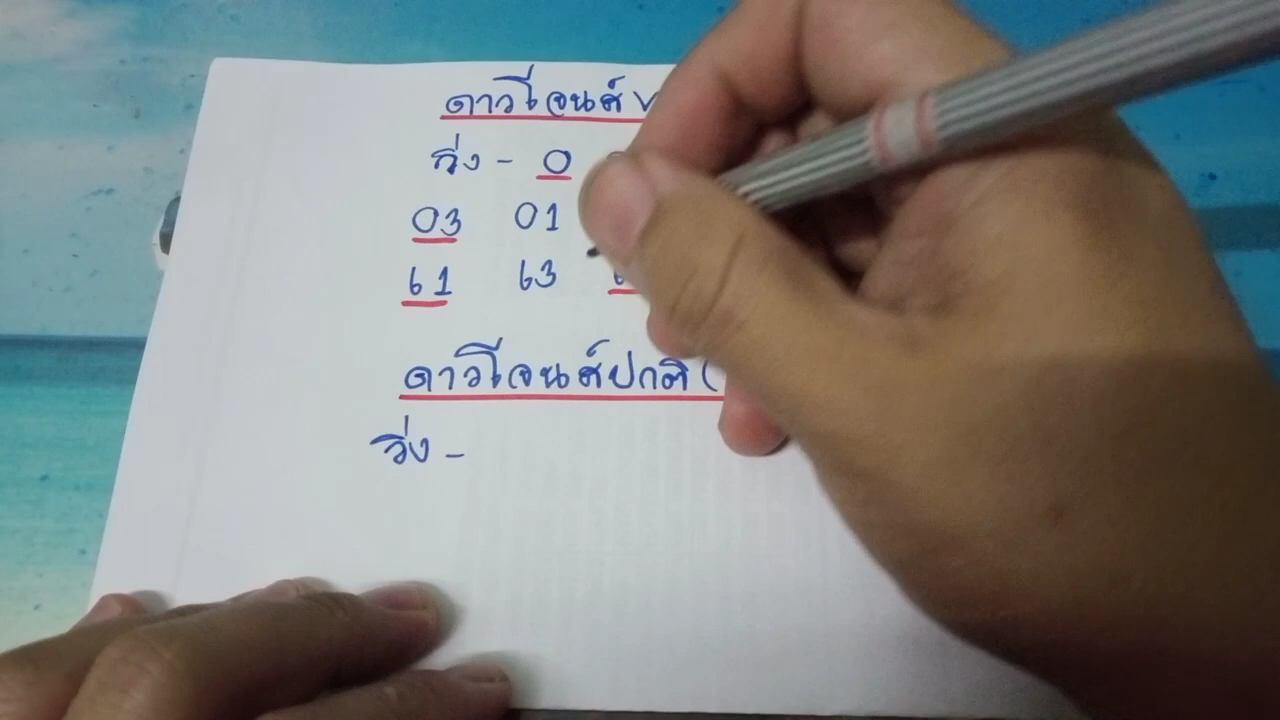 ดาวโจนส์ v
วิ่ง - 0
03 01
61 63 6
ดาวโจนส์ปกติ (
วิ่ง -